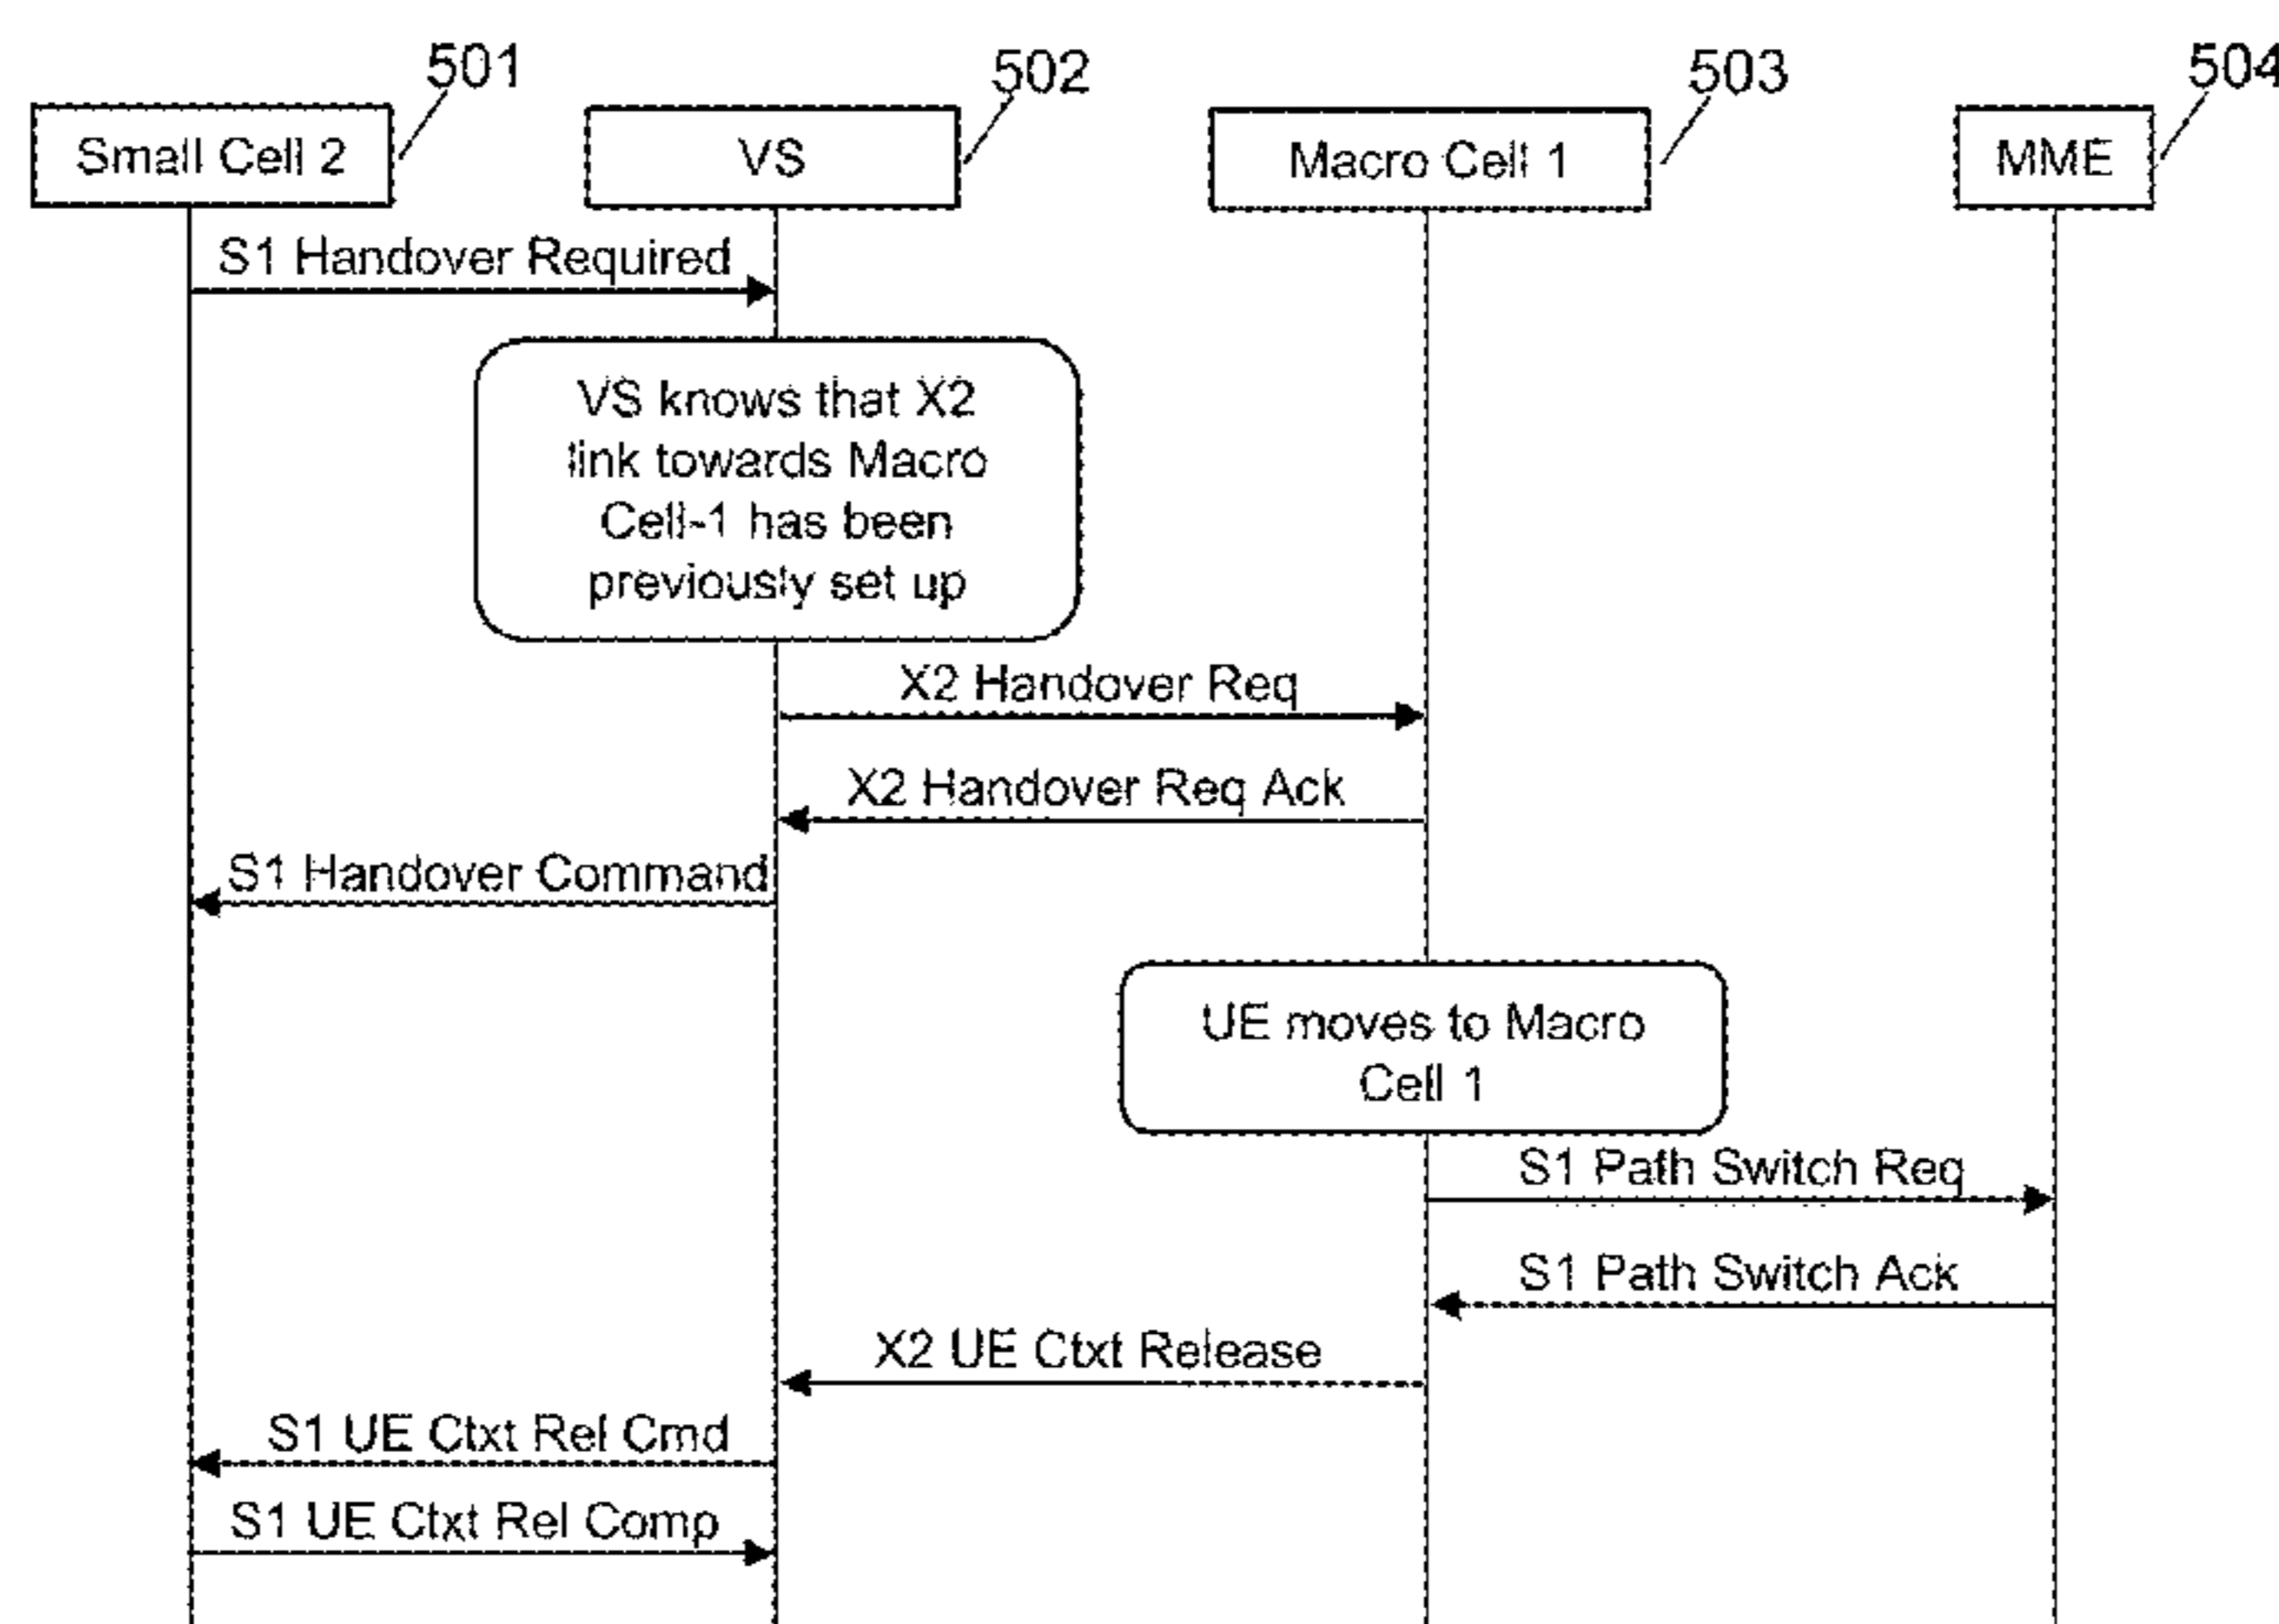 501
502
503
504
Small Cell 2
VS
Macro Cell 1
MME
S1 Handover Required
VS knows that X2
link towards Macro
Cell-1 has been
previously set up
X2 Handover Req
X2 Handover Req Ack
S1 Handover Command
UE moves to Macro
Cell 1
S1 Path Switch Req
S1 Path Switch Ack
X2 UE Ctxt Release
S1 UE Ctxt Rel Cmd
S1 UE Ctxt Rel Comp